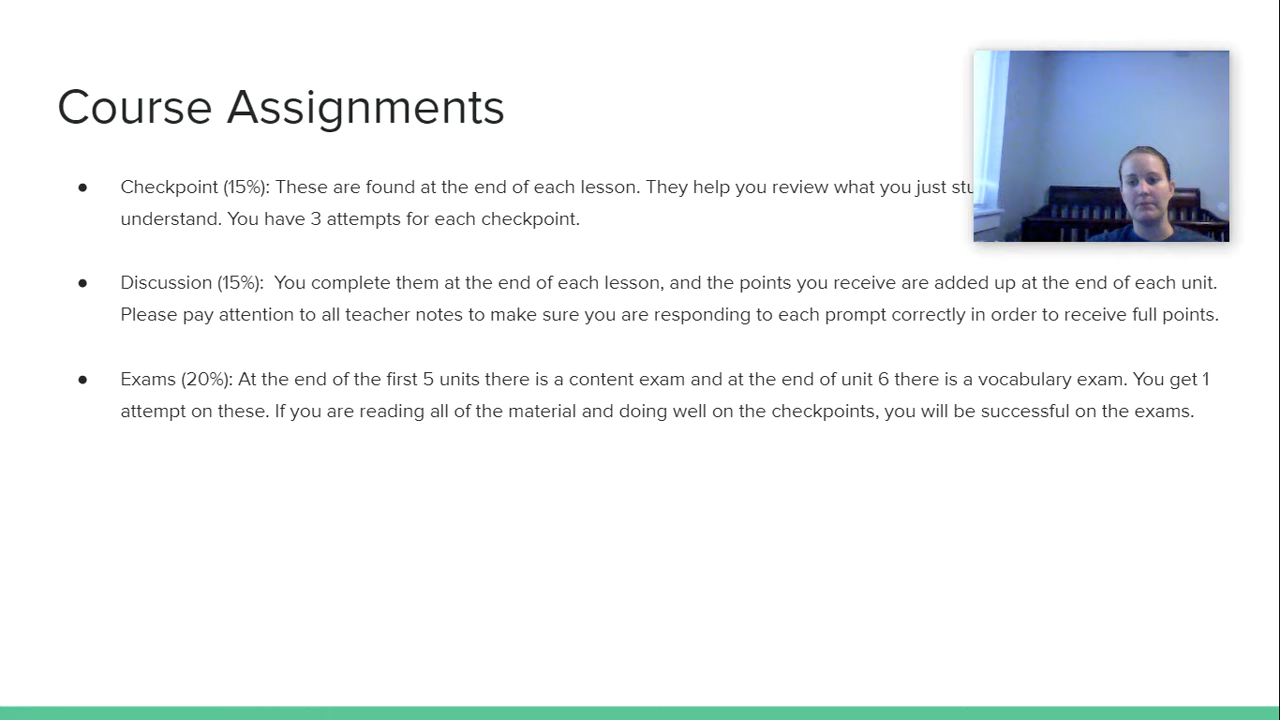 Course Assignments
● Checkpoint (15%): These are found at the end of each lesson. They help you review what you just
understand. You have 3 attempts for each checkpoint.
● Discussion (15%):  You complete them at the end of each lesson, and the points you receive are added up at the end of each unit.
Please pay attention to all teacher notes to make sure you are responding to each prompt correctly in order to receive full points.
● Exams (20%): At the end of the first 5 units there is a content exam and at the end of unit 6 there is a vocabulary exam. You get 1
attempt on these. If you are reading all of the material and doing well on the checkpoints, you will be successful on the exams.